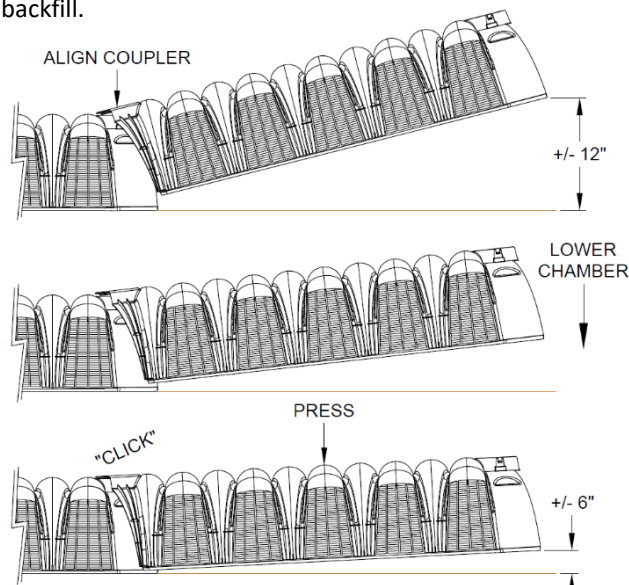 backfill.
ALIGN COUPLER
+/- 12"
LOWER
CHAMBER
PRESS
"CLICK"
+/- 6"